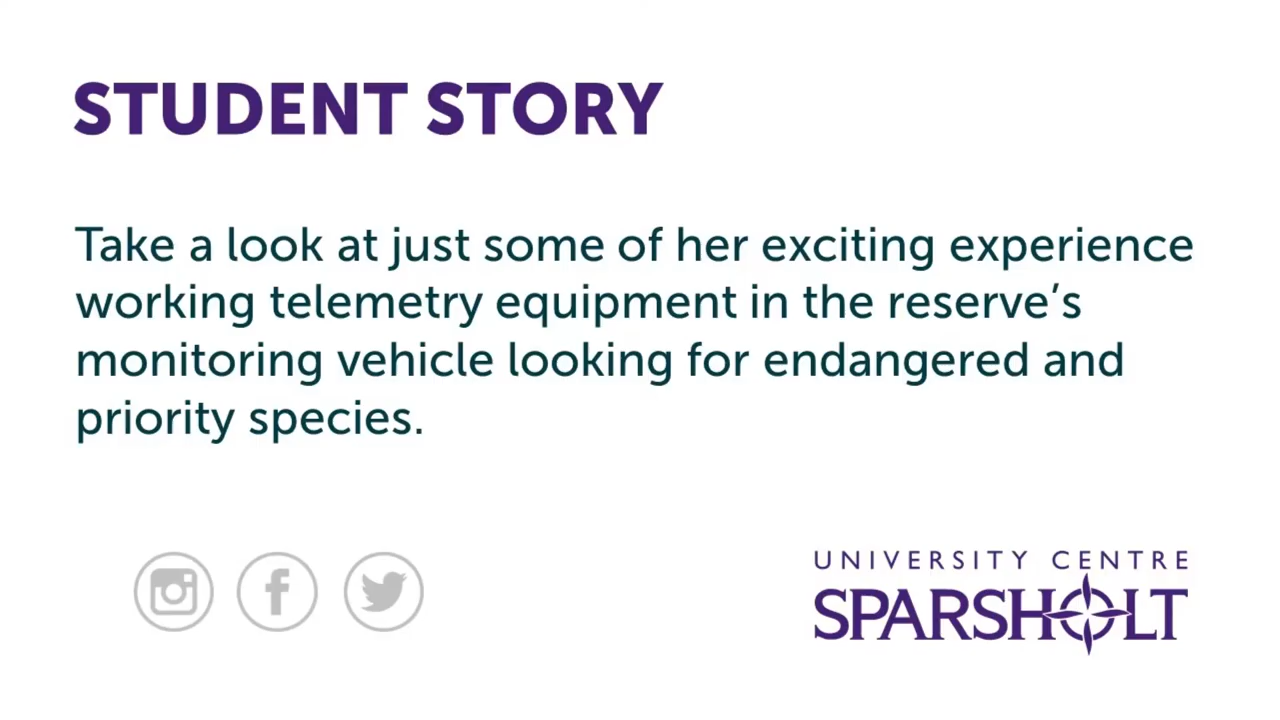 STUDENT STORY
Take a look at just some of her exciting experience
working telemetry equipment in the reserve’s
monitoring vehicle looking for endangered and
priority species.
UNIVERSITY CENTRE
SPARSHOLT